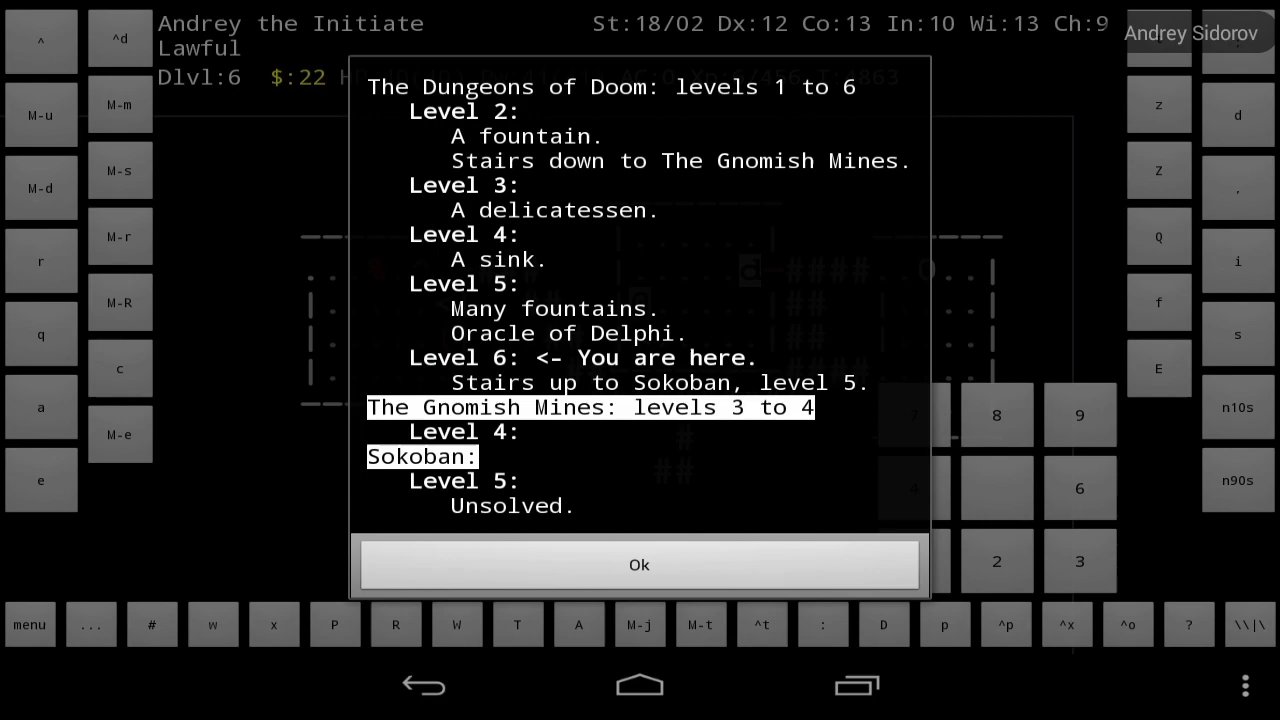 Andrey the Initiate St:18/02 Dx:12 Co:13 In:10 Wi:13 Ch:9
Andrey Sidorov
Lawful
Dlvl:6 $:22
The Dungeons of Doom: levels 1 to 6
Level 2:
A fountain.
Stairs down to The Gnomish Mines.
Level 3:
A delicatessen.
Level 4:
A sink.
Level 5:
Many fountains.
Oracle of Delphi.
Level 6: <- You are here.
Stairs up to Sokoban, level 5.
The Gnomish Mines: levels 3 to 4
Level 4:
Sokoban:
Level 5:
Unsolved.
Ok
^ ^d
M-u M-m
M-d M-s
r M-r
q M-R
a c
e M-e
z d
Z ,
Q i
f s
E n10s
n90s
7 8 9
4 6
2 3
menu ... # w x P R W T A M-j M-t ^t : D p ^p ^x ^o ? \\|\